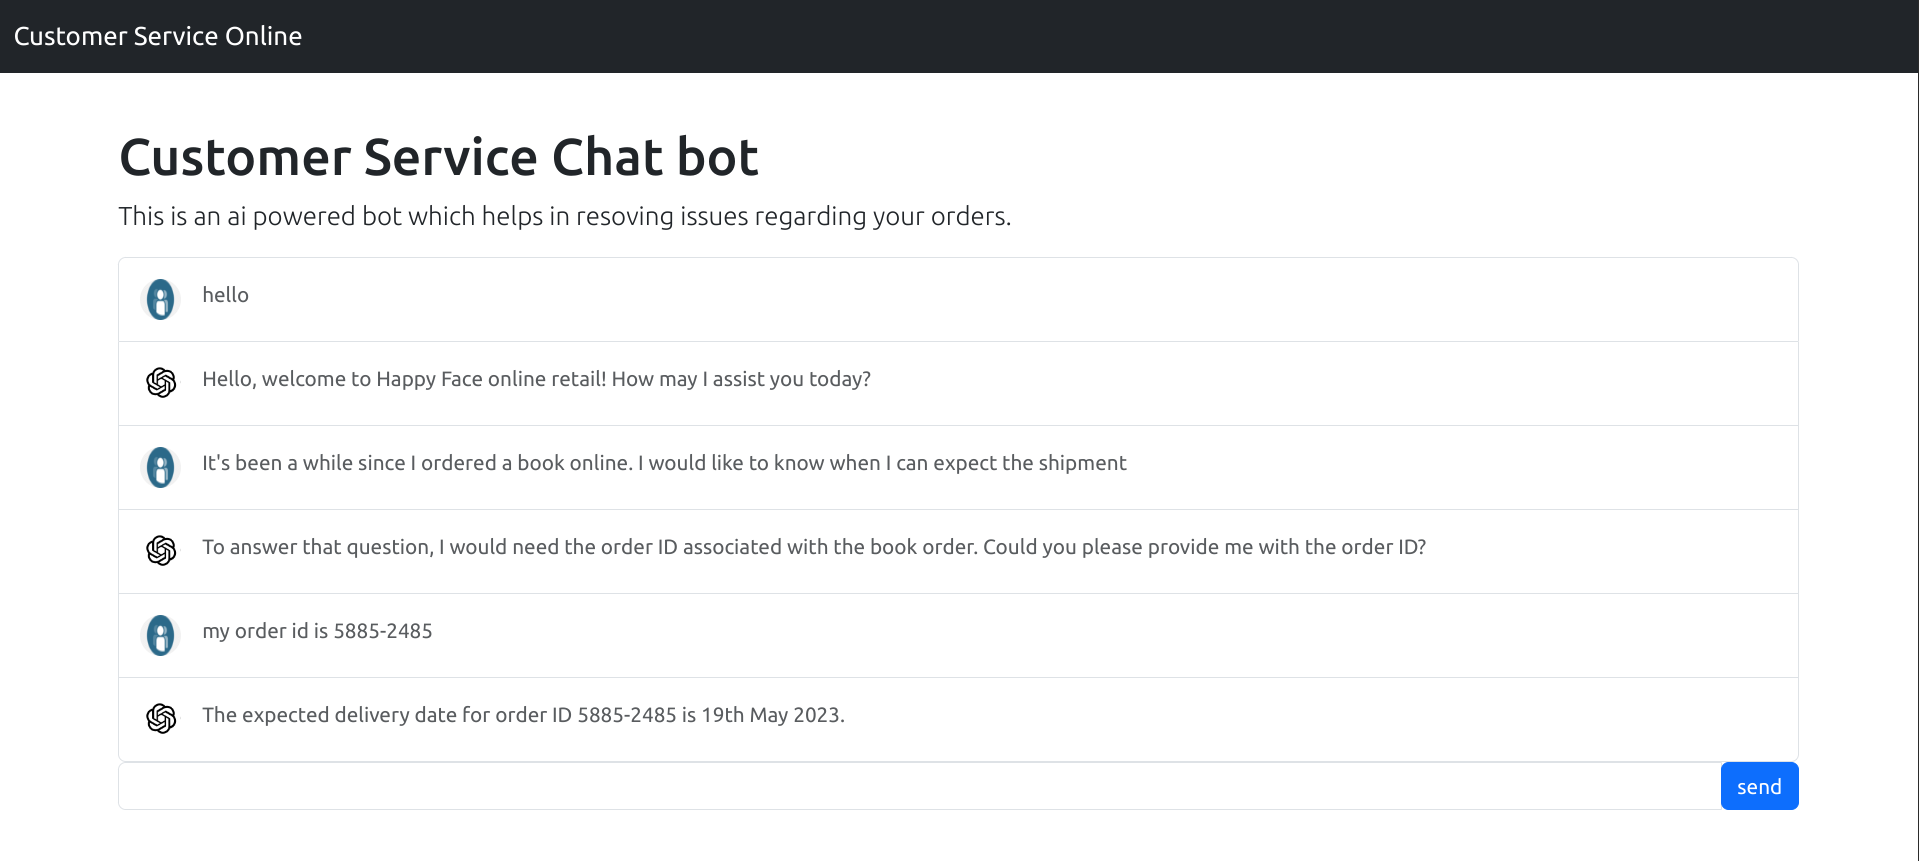 Customer Service Online
Customer Service Chat bot
This is an ai powered bot which helps in resoving issues regarding your orders.
hello
Hello, welcome to Happy Face online retail! How may I assist you today?
It's been a while since I ordered a book online. I would like to know when I can expect the shipment
To answer that question, I would need the order ID associated with the book order. Could you please provide me with the order ID?
my order id is 5885-2485
The expected delivery date for order ID 5885-2485 is 19th May 2023.
send